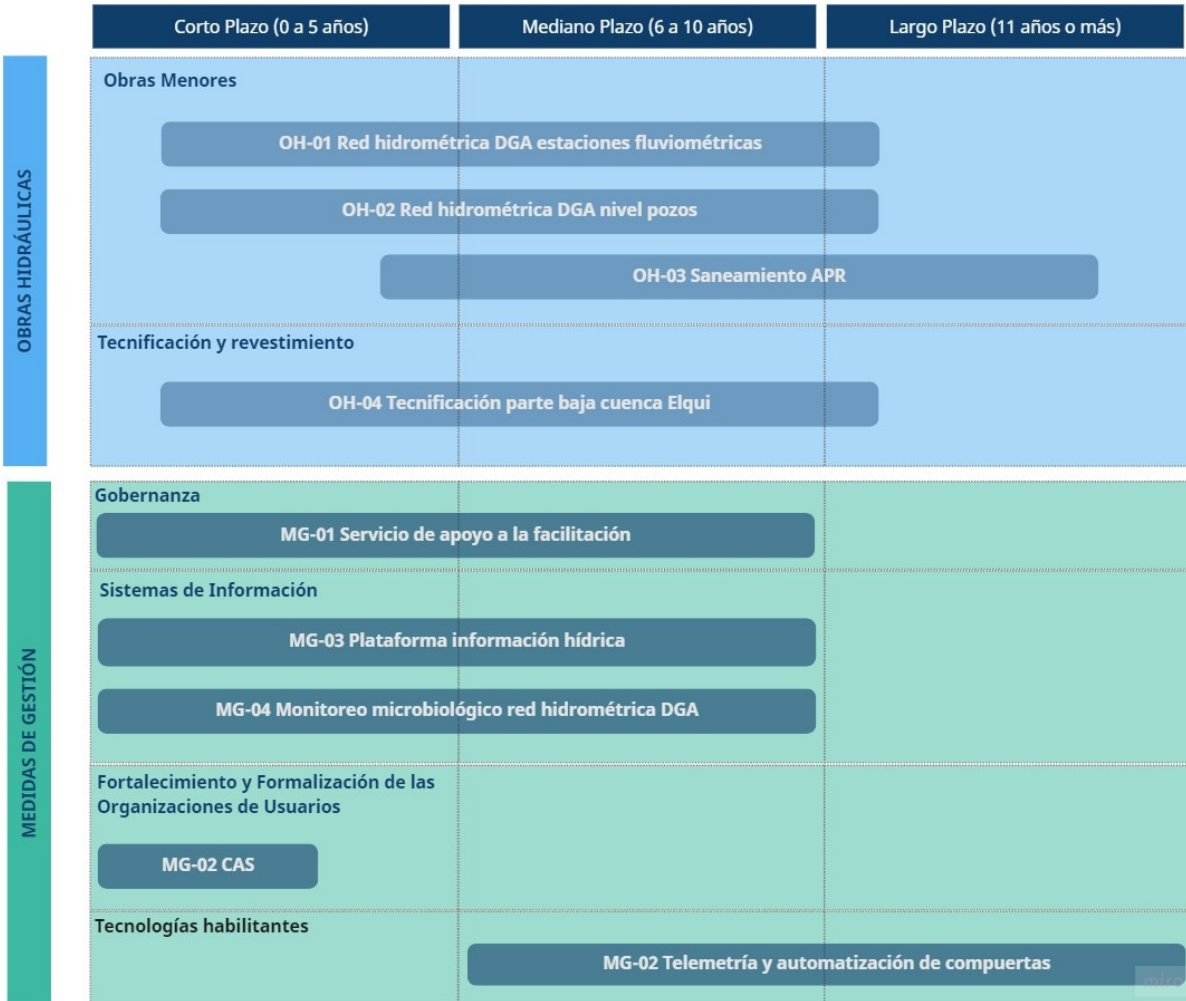 Corto Plazo (0 a 5 años)
Mediano Plazo (6 a 10 años)
Largo Plazo (11 años o más)
OBRAS HIDRÁULICAS
Obras Menores
OH-01 Red hidrométrica DGA estaciones fluviométricas
OH-02 Red hidrométrica DGA nivel pozos
OH-03 Saneamiento APR
Tecnificación y revestimiento
OH-04 Tecnificación parte baja cuenca Elqui
MEDIDAS DE GESTIÓN
Gobernanza
MG-01 Servicio de apoyo a la facilitación
Sistemas de Información
MG-03 Plataforma información hídrica
MG-04 Monitoreo microbiológico red hidrométrica DGA
Fortalecimiento y Formalización de las
Organizaciones de Usuarios
MG-02 CAS
Tecnologías habilitantes
MG-02 Telemetría y automatización de compuertas
miro